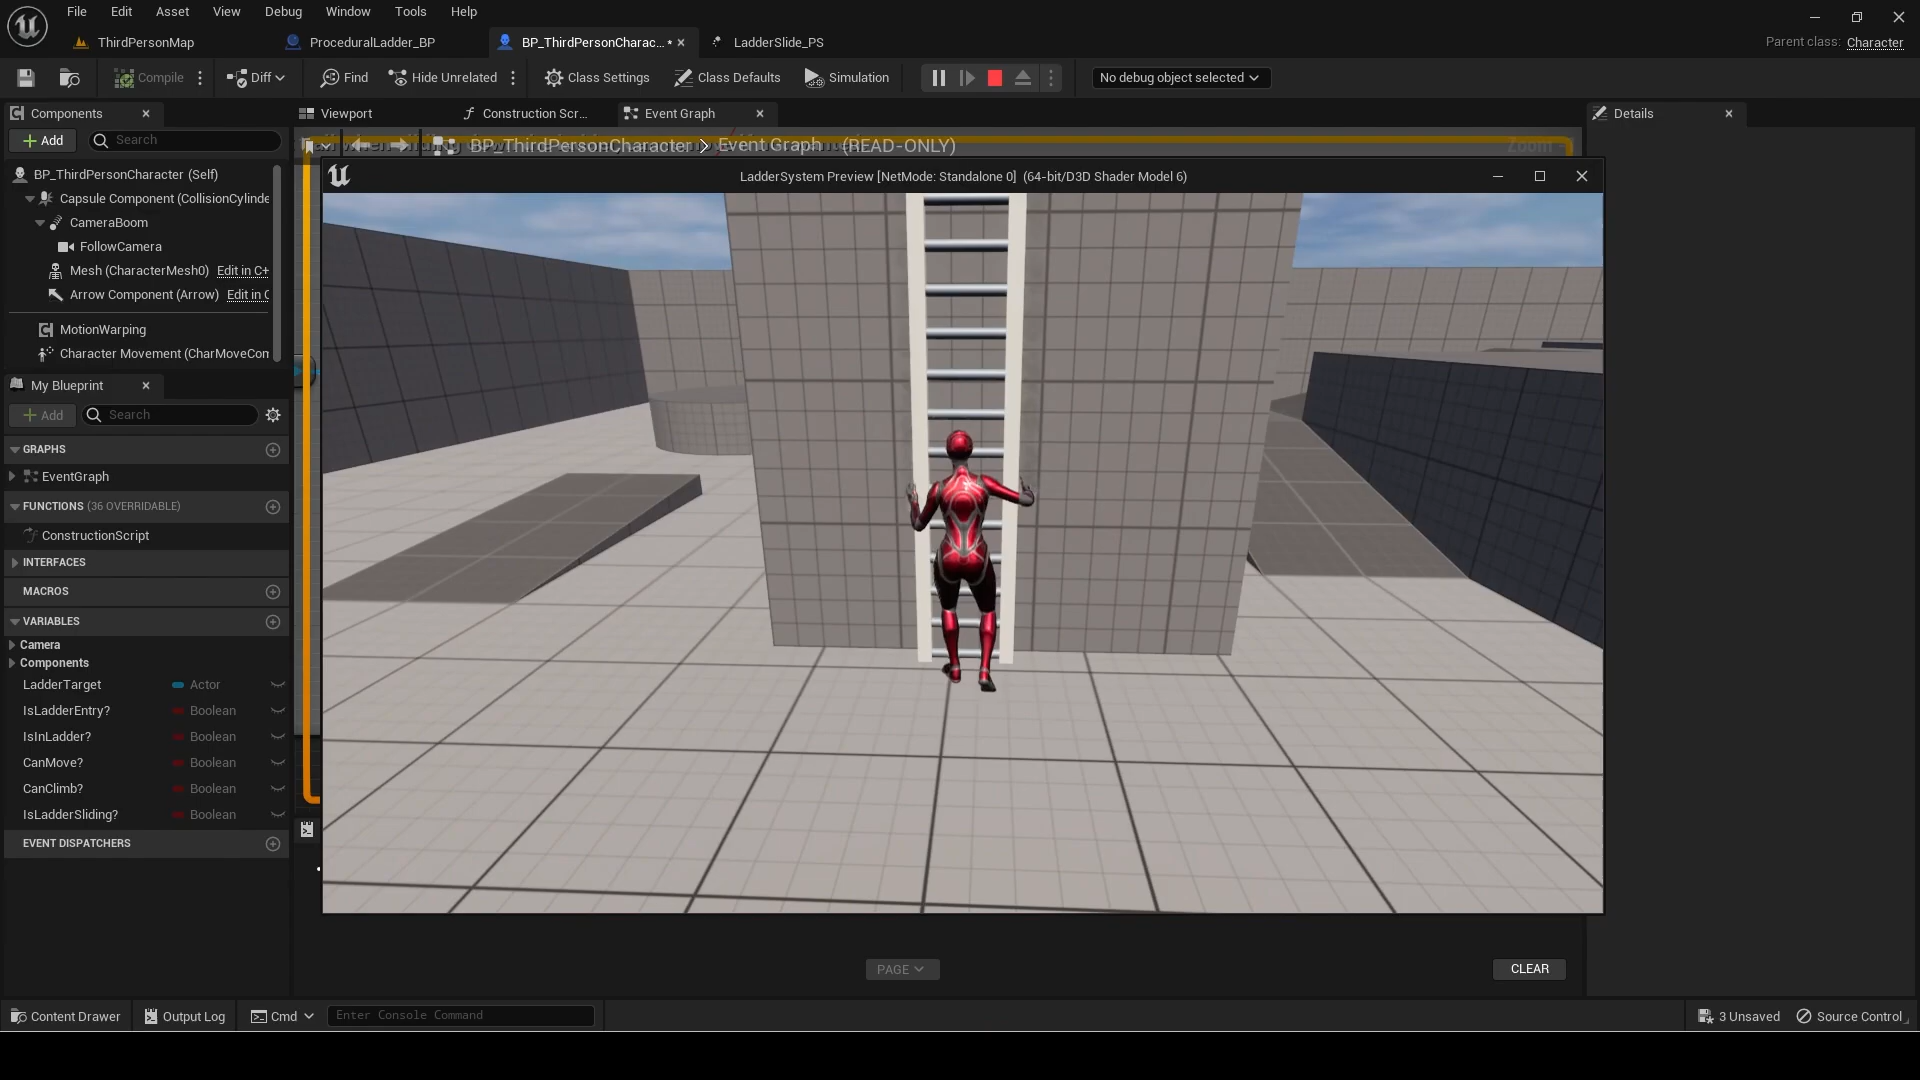 File Edit Asset View Debug Window Tools Help
ThirdPersonMap ProceduralLadder_BP BP_ThirdPersonCharac... * LadderSlide_PS Parent class: Character
Compile Diff Find Hide Unrelated Class Settings Class Defaults Simulation No debug object selected
Components Viewport Construction Scr... Event Graph Details
Add Search
BP_ThirdPersonCharacter > Event Graph (READ-ONLY) Zoom
BP_ThirdPersonCharacter (Self)
LadderSystem Preview [NetMode: Standalone 0] (64-bit/D3D Shader Model 6)
Capsule Component (CollisionCylinde
CameraBoom
FollowCamera
Mesh (CharacterMesh0) Edit in C+
Arrow Component (Arrow) Edit in C
MotionWarping
Character Movement (CharMoveCom
My Blueprint
Add Search
GRAPHS
EventGraph
FUNCTIONS (36 OVERRIDABLE)
ConstructionScript
INTERFACES
MACROS
VARIABLES
Camera
Components
LadderTarget Actor
IsLadderEntry? Boolean
IsInLadder? Boolean
CanMove? Boolean
CanClimb? Boolean
IsLadderSliding? Boolean
EVENT DISPATCHERS
PAGE CLEAR
Content Drawer Output Log Cmd Enter Console Command 3 Unsaved Source Control